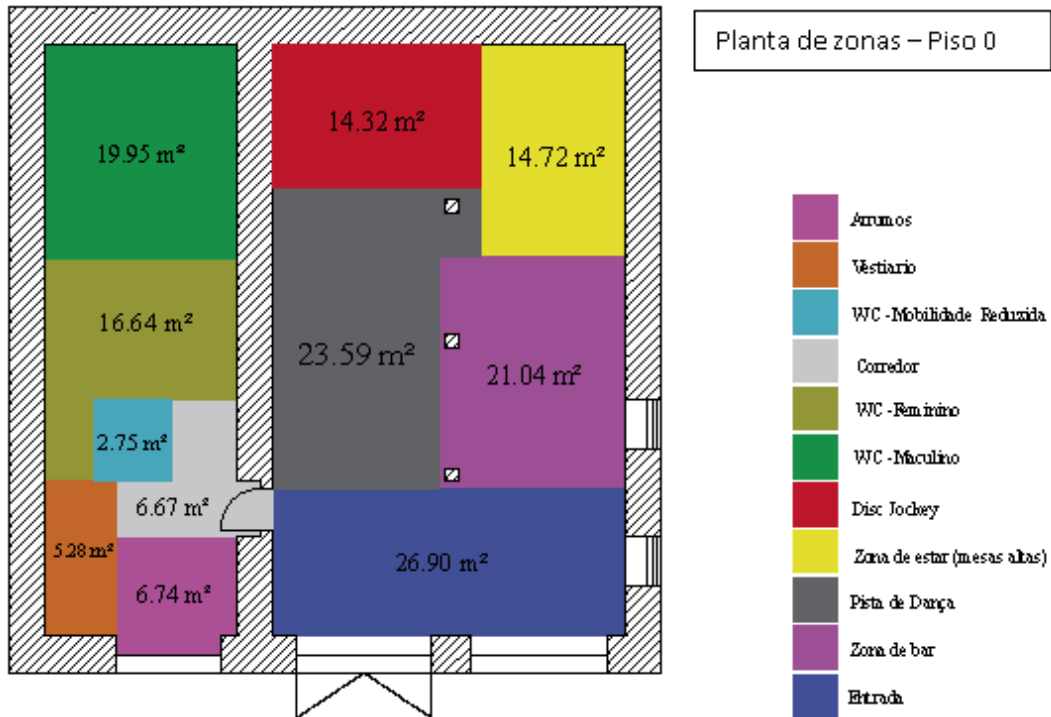 Planta de zonas – Piso 0
14.32 m²
14.72 m²
19.95 m²
16.64 m²
23.59 m²
21.04 m²
2.75 m²
6.67 m²
5.28 m²
26.90 m²
6.74 m²
Arrumos
Vestiario
WC -Mobilidade Reduzida
Corredor
WC -Feminino
WC -Maculino
Disc Jockey
Zona de estar (mesas altas)
Pista de Dança
Zona de bar
Entrada